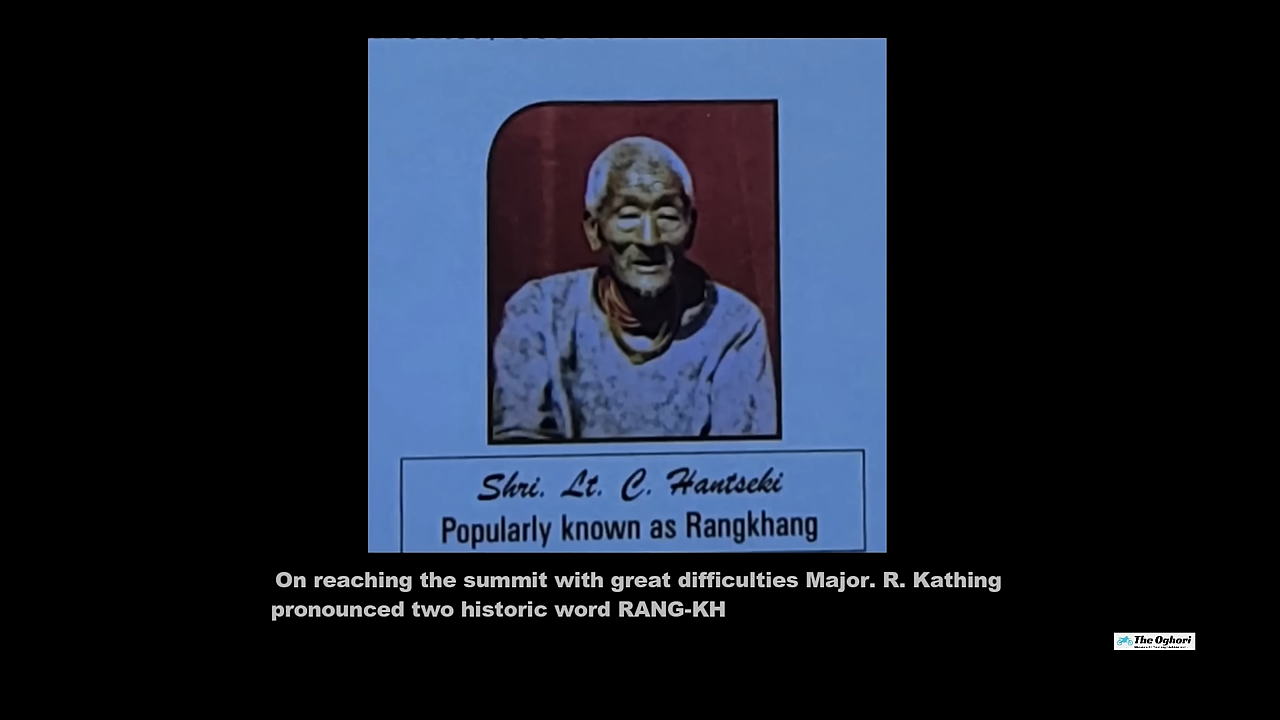 Shri. Lt. C. Hantseki
Popularly known as Rangkhang
On reaching the summit with great difficulties Major. R. Kathing
pronounced two historic word RANG-KH
The Oghori